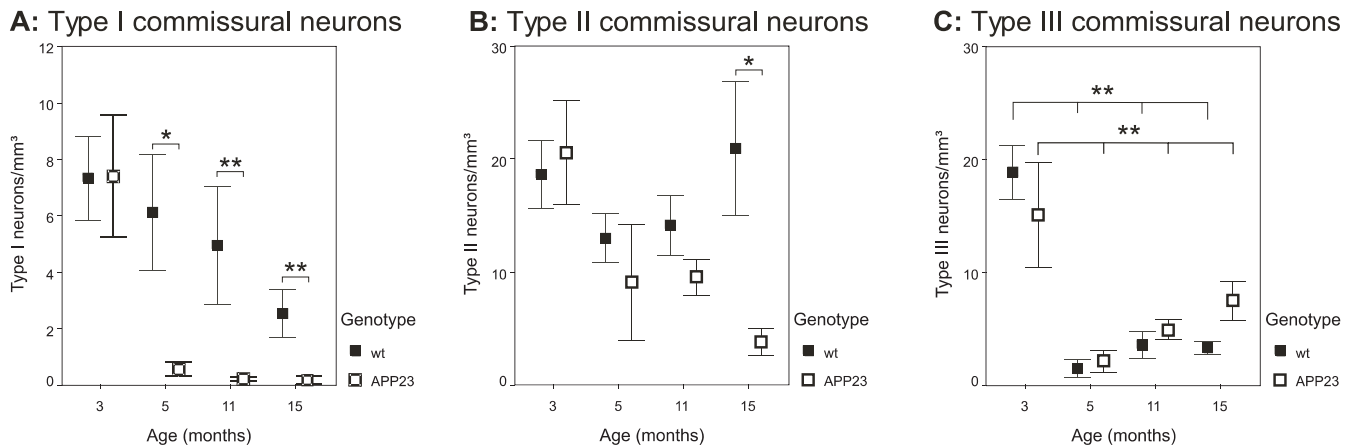 A: Type I commissural neurons
12
10
8
6
4
2
0
Type I neurons/mm³
*
**
**
3 5 11 15
Age (months)
Genotype
wt
APP23
B: Type II commissural neurons
30
20
10
0
Type II neurons/mm³
*
3 5 11 15
Age (months)
Genotype
wt
APP23
C: Type III commissural neurons
30
20
10
0
Type III neurons/mm³
**
**
3 5 11 15
Age (months)
Genotype
wt
APP23